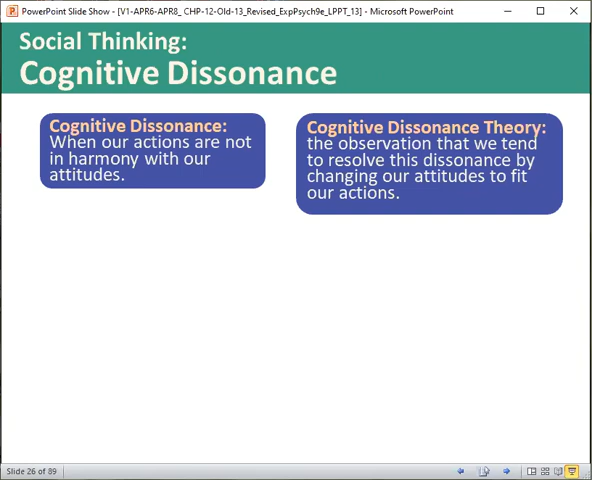 PowerPoint Slide Show - [V1-APR6-APR8_ CHP-12-Old-13_Revised_ExpPsych9e_LPPT_13] - Microsoft PowerPoint
Social Thinking:
Cognitive Dissonance
Cognitive Dissonance:
When our actions are not
in harmony with our
attitudes.
Cognitive Dissonance Theory:
the observation that we tend
to resolve this dissonance by
changing our attitudes to fit
our actions.
Slide 26 of 89